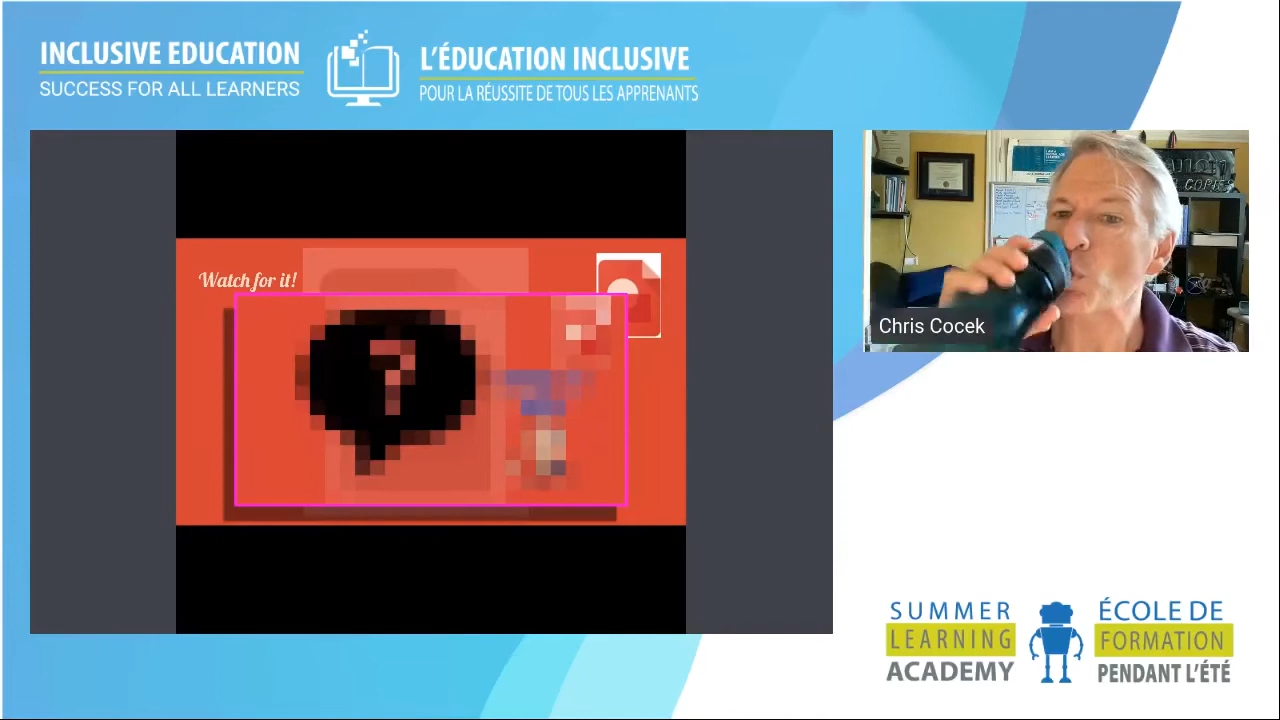 INCLUSIVE EDUCATION
SUCCESS FOR ALL LEARNERS
L'ÉDUCATION INCLUSIVE
POUR LA RÉUSSITE DE TOUS LES APPRENANTS
Watch for it!
?
Chris Cocek
COPIES
SUMMER
LEARNING
ACADEMY
ÉCOLE DE
FORMATION
PENDANT L'ÉTÉ